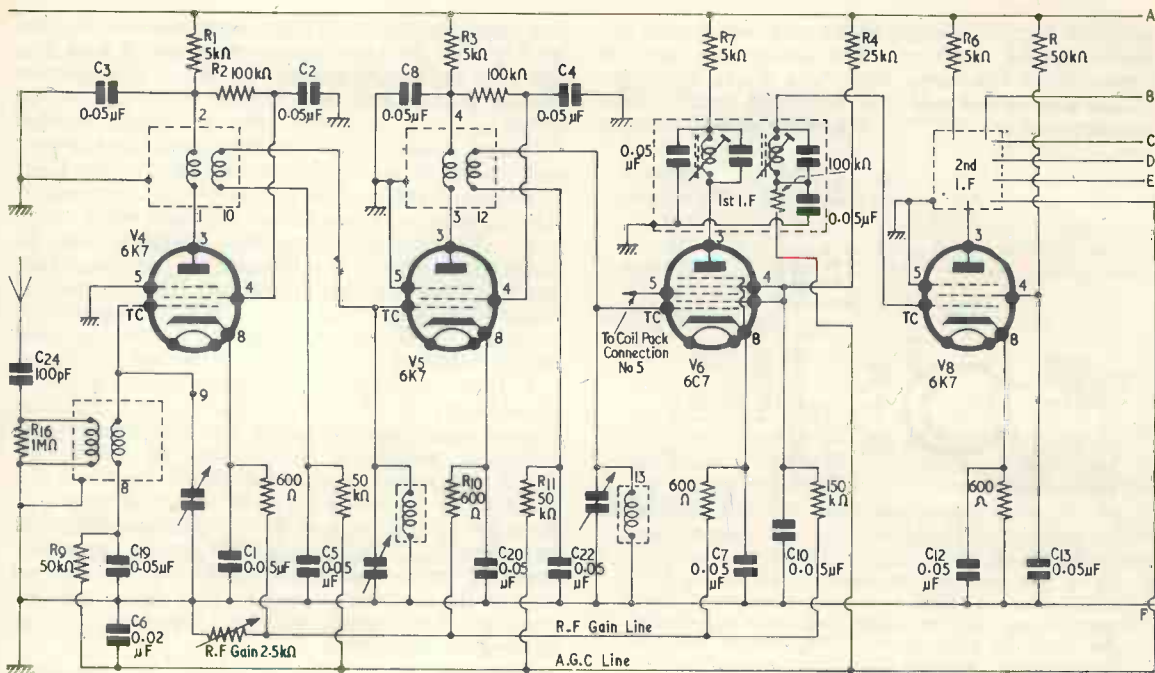 A
R1
5kΩ
R3
5kΩ
R7
5kΩ
R4
25kΩ
R6
5kΩ
R
50kΩ
C3
0·05µF
R2 100kΩ
C2
0·05µF
C8
0·05µF
100kΩ
C4
0·05µF
B
2
4
0·05
µF
100kΩ
1st I.F
0·05µF
2nd
I.F
C
D
E
1
10
3
12
V4
6K7
3
5
4
TC
8
3
5
4
TC
8
V5
6K7
3
5
4
TC
8
To Coil Pack
Connection
No 5
V6
6C7
3
5
4
TC
8
V8
6K7
C24
100pF
9
R16
1MΩ
8
600
Ω
50
kΩ
R10
600
Ω
R11
50
kΩ
13
600
Ω
150
kΩ
600
Ω
R9
50kΩ
C19
0·05µF
C1
0·05µF
C5
0·05
µF
C20
0·05
µF
C22
0·05
µF
C7
0·05
µF
C10
0·05µF
C12
0·05
µF
C13
0·05µF
F
C6
0·02
µF
R.F Gain 2·5kΩ
R.F Gain Line
A.G.C Line